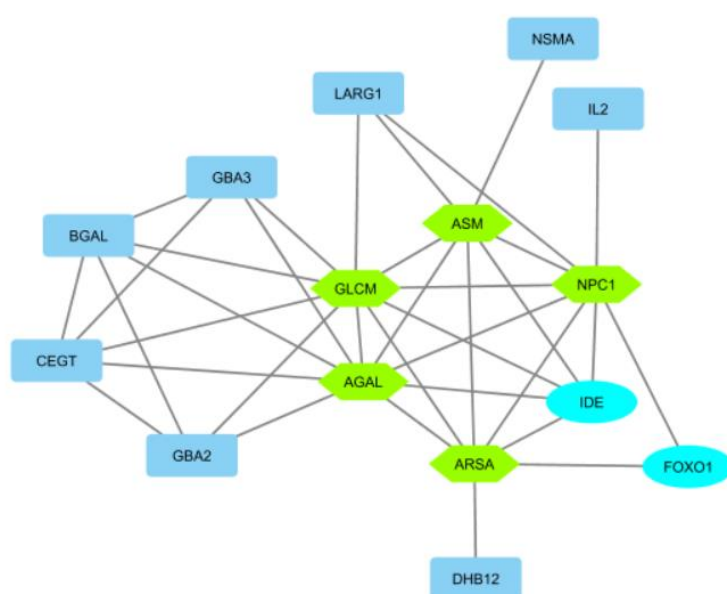 NSMA
LARG1
IL2
GBA3
ASM
BGAL
GLCM
NPC1
CEGT
AGAL
IDE
GBA2
ARSA
FOXO1
DHB12